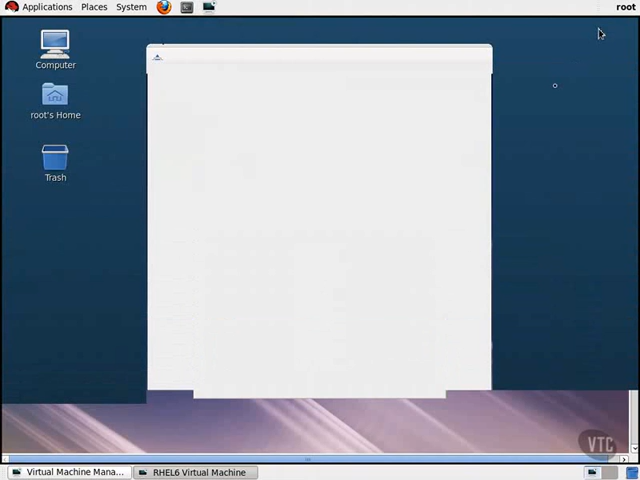 Applications Places System root
Computer
root's Home
Trash
VTC
Virtual Machine Mana... RHEL6 Virtual Machine